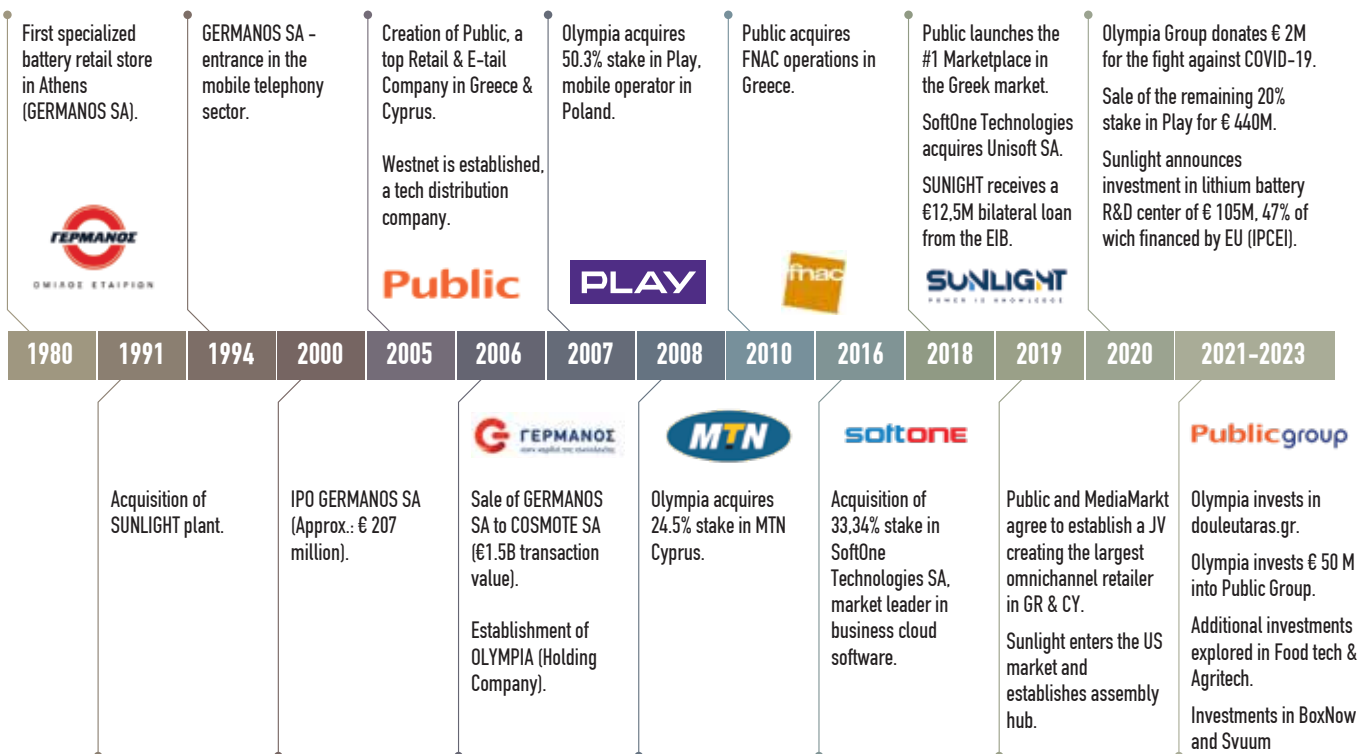 First specialized
battery retail store
in Athens
(GERMANOS SA).
ΓΕΡΜΑΝΟΣ
ΟΜΙΛΟΣ ΕΤΑΙΡΙΩΝ
GERMANOS SA -
entrance in the
mobile telephony
sector.
Creation of Public, a
top Retail & E-tail
Company in Greece &
Cyprus.
Westnet is established,
a tech distribution
company.
Public
Olympia acquires
50.3% stake in Play,
mobile operator in
Poland.
PLAY
Public acquires
FNAC operations in
Greece.
fnac
Public launches the
#1 Marketplace in
the Greek market.
SoftOne Technologies
acquires Unisoft SA.
SUNIGHT receives a
€12,5M bilateral loan
from the EIB.
SUNLIGHT
POWER IS KNOWLEDGE
Olympia Group donates € 2M
for the fight against COVID-19.
Sale of the remaining 20%
stake in Play for € 440M.
Sunlight announces
investment in lithium battery
R&D center of € 105M, 47% of
wich financed by EU (IPCEI).
1980 1991 1994 2000 2005 2006 2007 2008 2010 2016 2018 2019 2020 2021-2023
Acquisition of
SUNLIGHT plant.
IPO GERMANOS SA
(Approx.: € 207
million).
ΓΕΡΜΑΝΟΣ
Sale of GERMANOS
SA to COSMOTE SA
(€1.5B transaction
value).
Establishment of
OLYMPIA (Holding
Company).
MTN
Olympia acquires
24.5% stake in MTN
Cyprus.
softone
Acquisition of
33,34% stake in
SoftOne
Technologies SA,
market leader in
business cloud
software.
Public and MediaMarkt
agree to establish a JV
creating the largest
omnichannel retailer
in GR & CY.
Sunlight enters the US
market and
establishes assembly
hub.
Publicgroup
Olympia invests in
douleutaras.gr.
Olympia invests € 50 M
into Public Group.
Additional investments
explored in Food tech &
Agritech.
Investments in BoxNow
and Svuum